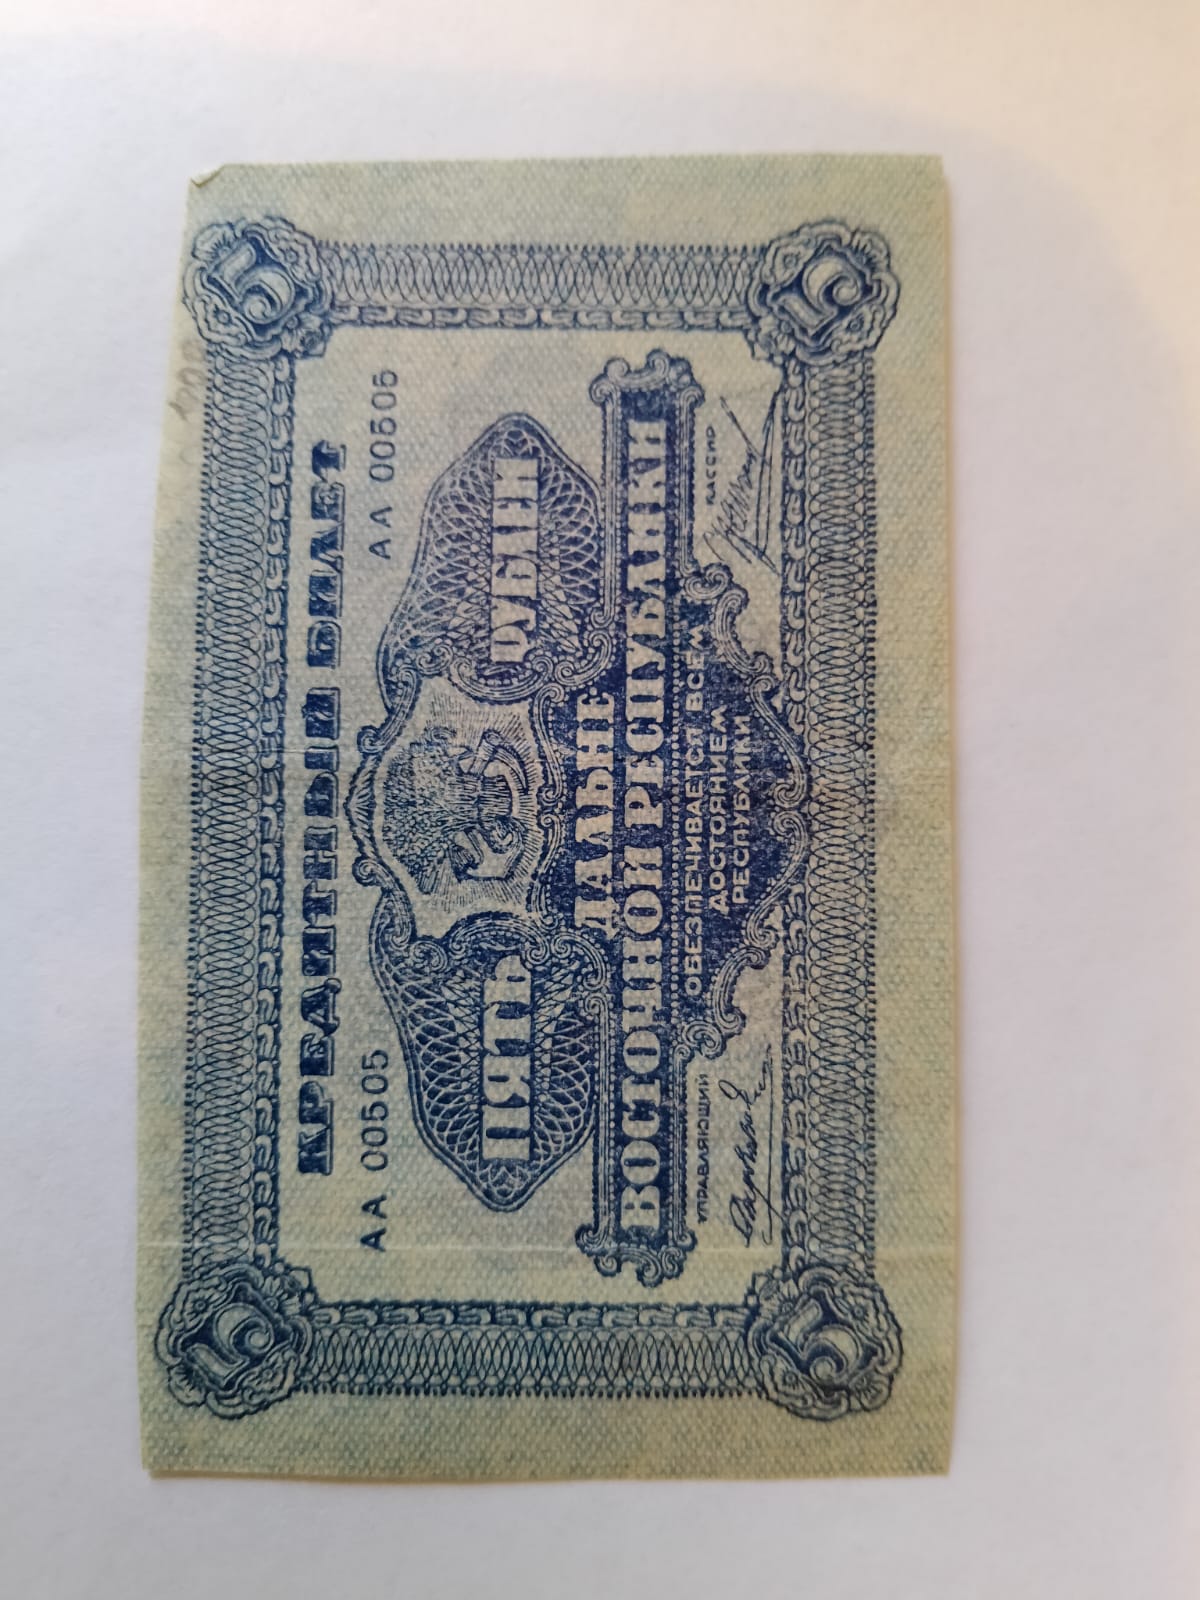 5 5
КРЕДИТНЫЙ БИЛЕТ
АА 00505 АА 00505
ПЯТЬ РУБЛЕЙ
ДАЛЬНЕ
ВОСТОЧНОЙ РЕСПУБЛИКИ
УПРАВЛЯЮЩИЙ ОБЕЗПЕЧИВАЕТСЯ ВСЕМ КАССИР
ДОСТОЯНИЕМ
РЕСПУБЛИКИ
5 5